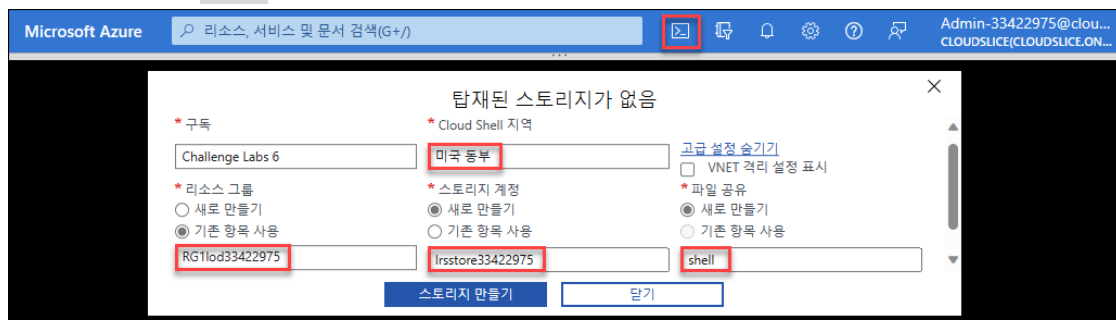 Microsoft Azure
리소스, 서비스 및 문서 검색(G+/)
Admin-33422975@clou...
CLOUDSLICE(CLOUDSLICE.ON...
탑재된 스토리지가 없음
* 구독
* Cloud Shell 지역
Challenge Labs 6
미국 동부
고급 설정 숨기기
VNET 격리 설정 표시
* 리소스 그룹
* 스토리지 계정
* 파일 공유
새로 만들기
새로 만들기
새로 만들기
기존 항목 사용
기존 항목 사용
기존 항목 사용
RG1lod33422975
lrsstore33422975
shell
스토리지 만들기
닫기